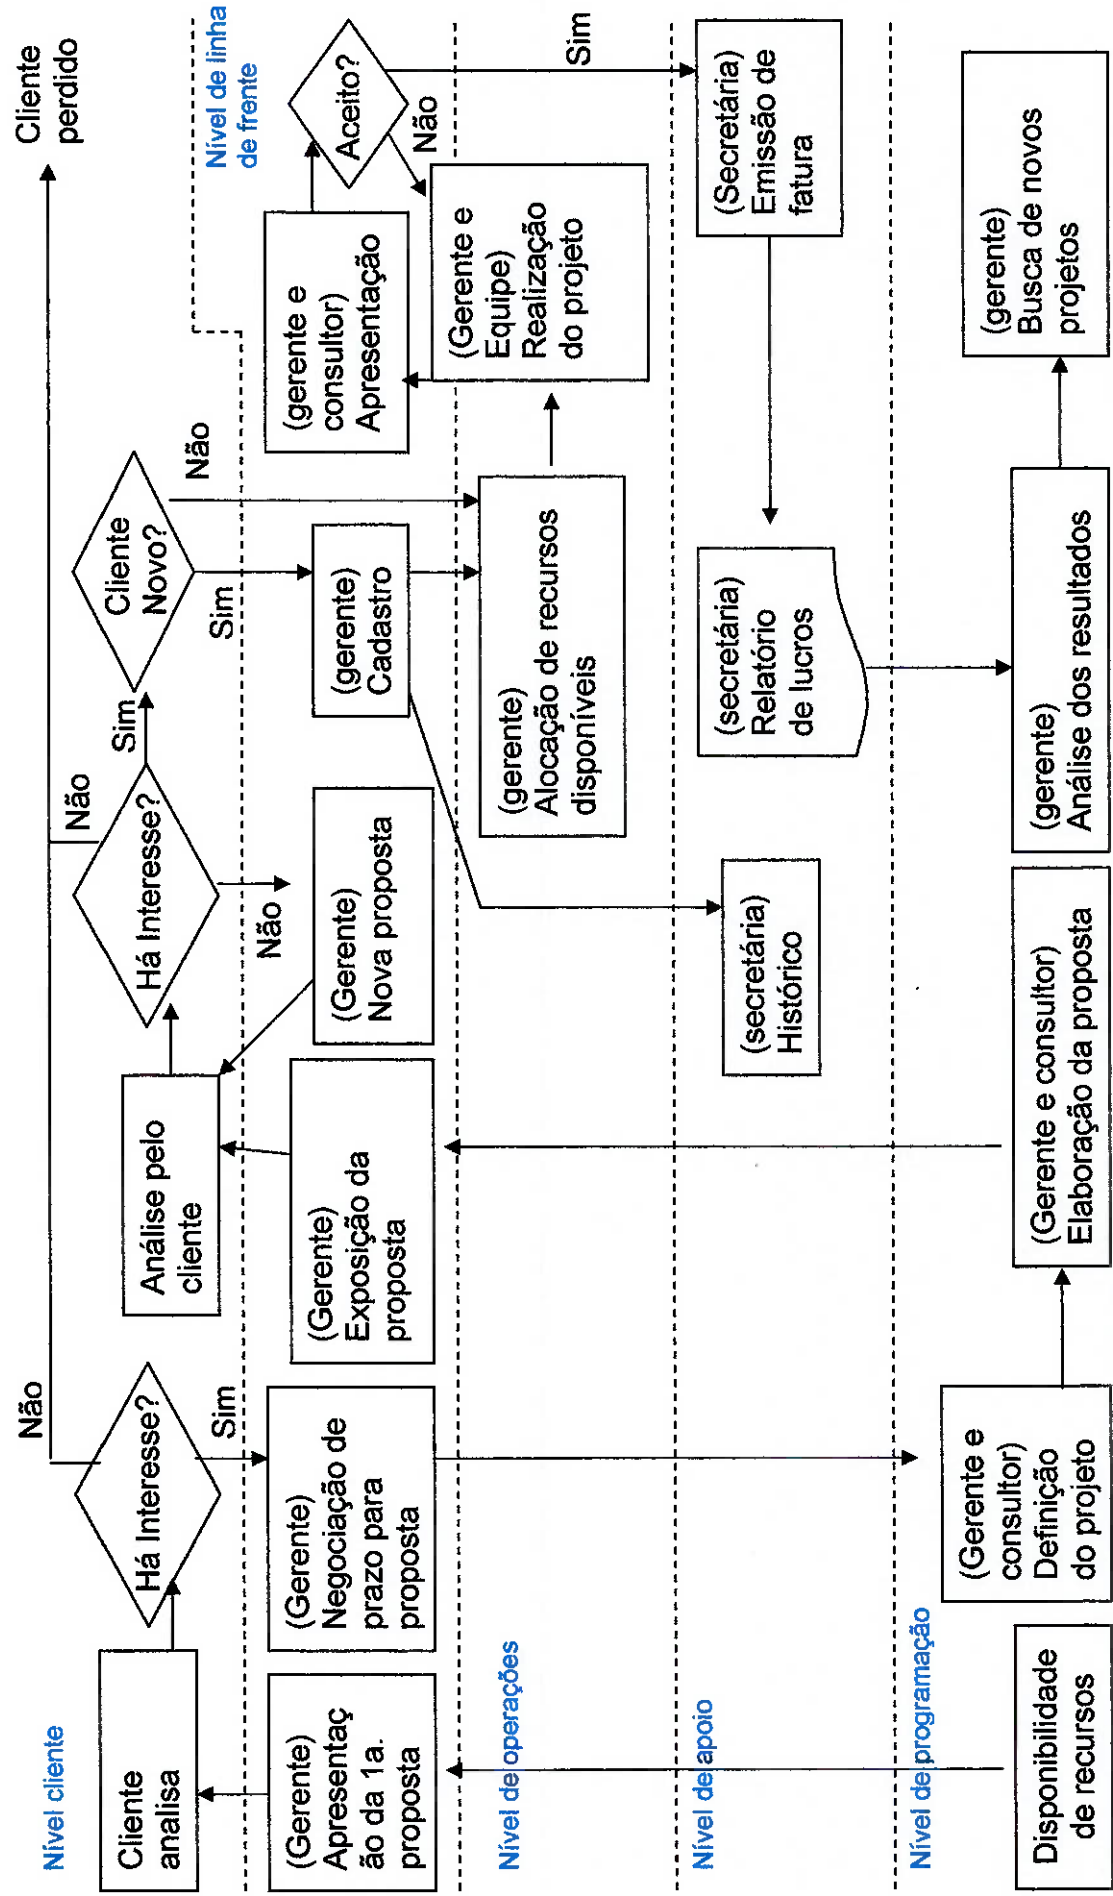 Nível cliente
Cliente
analisa
Há Interesse?
Não
Sim
Análise pelo
cliente
Há Interesse?
Não
Sim
Não
Cliente
Novo?
Não
Sim
Cliente
perdido
Nível de linha
de frente
(Gerente)
Apresentaç
ão da 1a.
proposta
(Gerente)
Negociação de
prazo para
proposta
(Gerente)
Exposição da
proposta
(Gerente)
Nova proposta
(gerente)
Cadastro
(gerente e
consultor)
Apresentação
Aceito?
Não
Sim
Nível de operações
(gerente)
Alocação de recursos
disponíveis
(Gerente e
Equipe)
Realização
do projeto
Nível de apoio
(secretária)
Histórico
(secretária)
Relatório
de lucros
(Secretária)
Emissão de
fatura
Nível de programação
Disponibilidade
de recursos
(Gerente e
consultor)
Definição
do projeto
(Gerente e consultor)
Elaboração da proposta
(gerente)
Análise dos resultados
(gerente)
Busca de novos
projetos